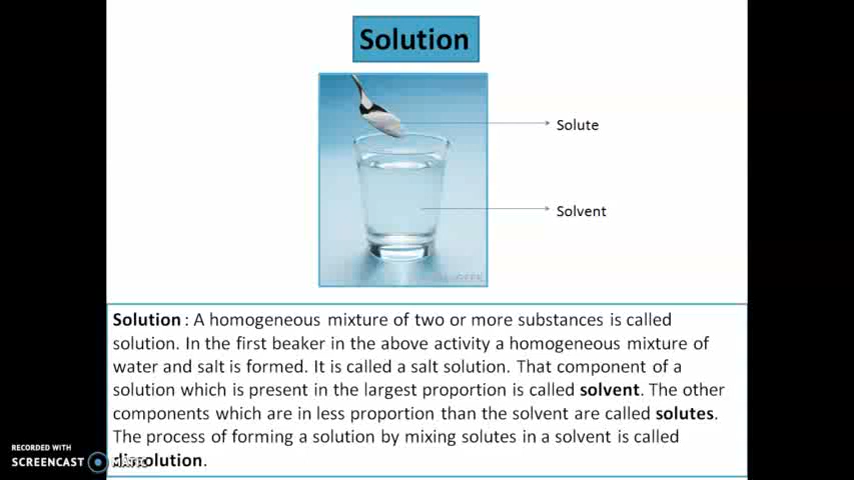 Solution
Solute
Solvent
Solution : A homogeneous mixture of two or more substances is called
solution. In the first beaker in the above activity a homogeneous mixture of
water and salt is formed. It is called a salt solution. That component of a
solution which is present in the largest proportion is called solvent. The other
components which are in less proportion than the solvent are called solutes.
The process of forming a solution by mixing solutes in a solvent is called
dissolution.
RECORDED WITH
SCREENCAST MATIC